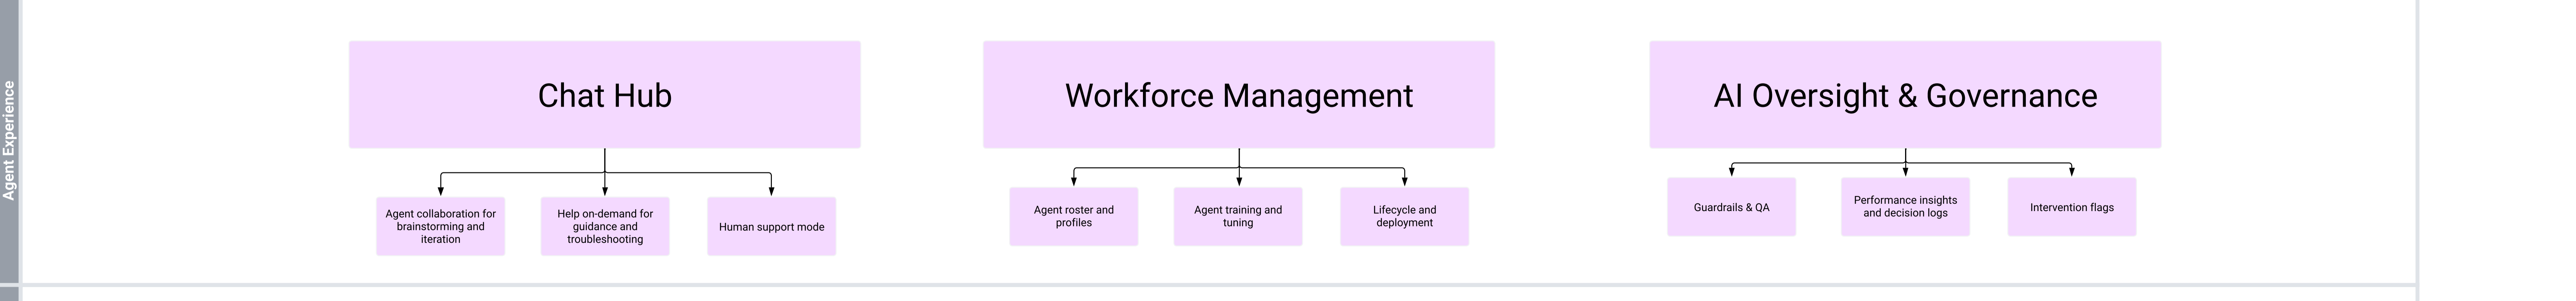 Agent Experience
Chat Hub
Agent collaboration for
brainstorming and
iteration
Help on-demand for
guidance and
troubleshooting
Human support mode
Workforce Management
Agent roster and
profiles
Agent training and
tuning
Lifecycle and
deployment
AI Oversight & Governance
Guardrails & QA
Performance insights
and decision logs
Intervention flags